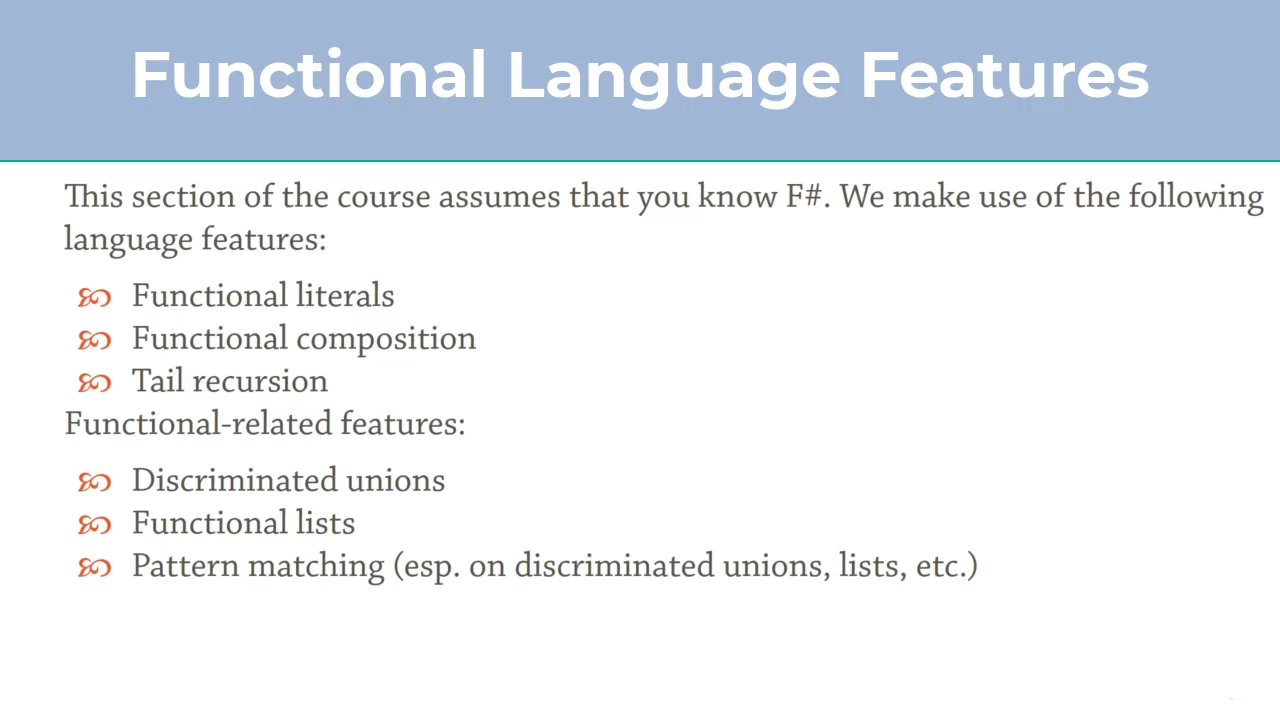 Functional Language Features
This section of the course assumes that you know F#. We make use of the following
language features:
Functional literals
Functional composition
Tail recursion
Functional-related features:
Discriminated unions
Functional lists
Pattern matching (esp. on discriminated unions, lists, etc.)